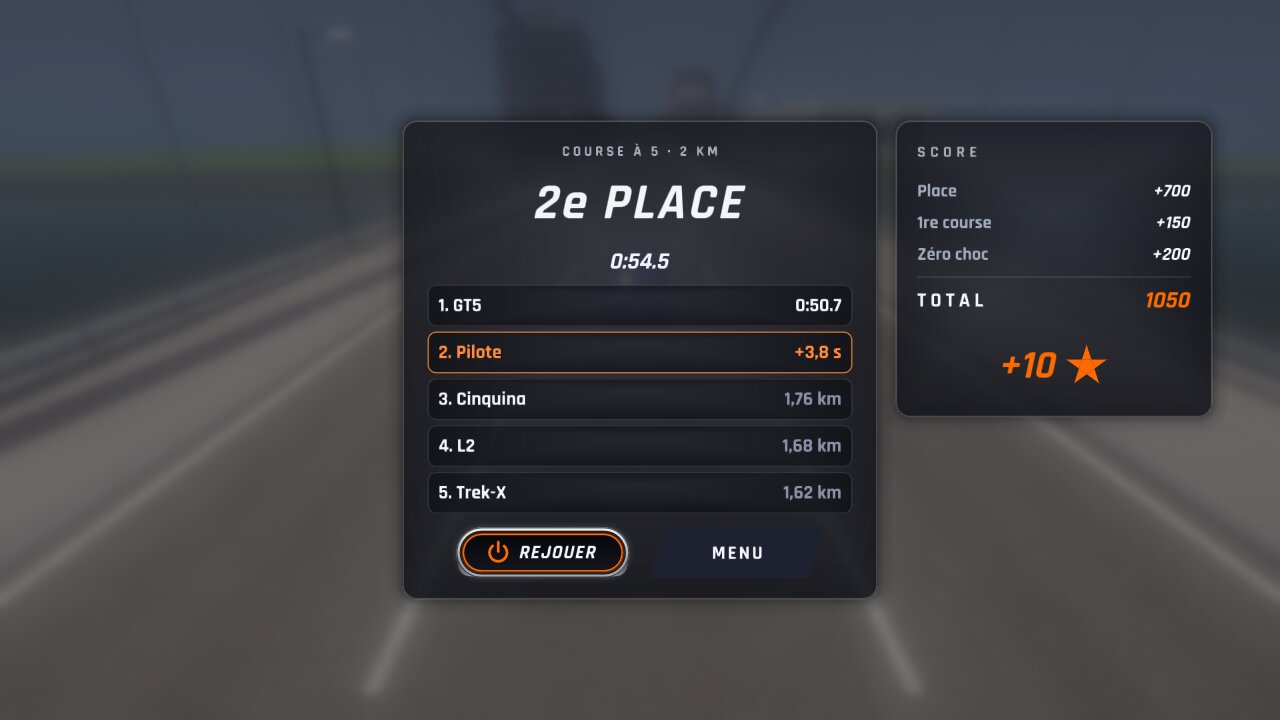 COURSE À 5 · 2 KM
2e PLACE
0:54.5
1. GT5 0:50.7
2. Pilote +3,8 s
3. Cinquina 1,76 km
4. L2 1,68 km
5. Trek-X 1,62 km
REJOUER MENU
SCORE
Place +700
1re course +150
Zéro choc +200
TOTAL 1050
+10